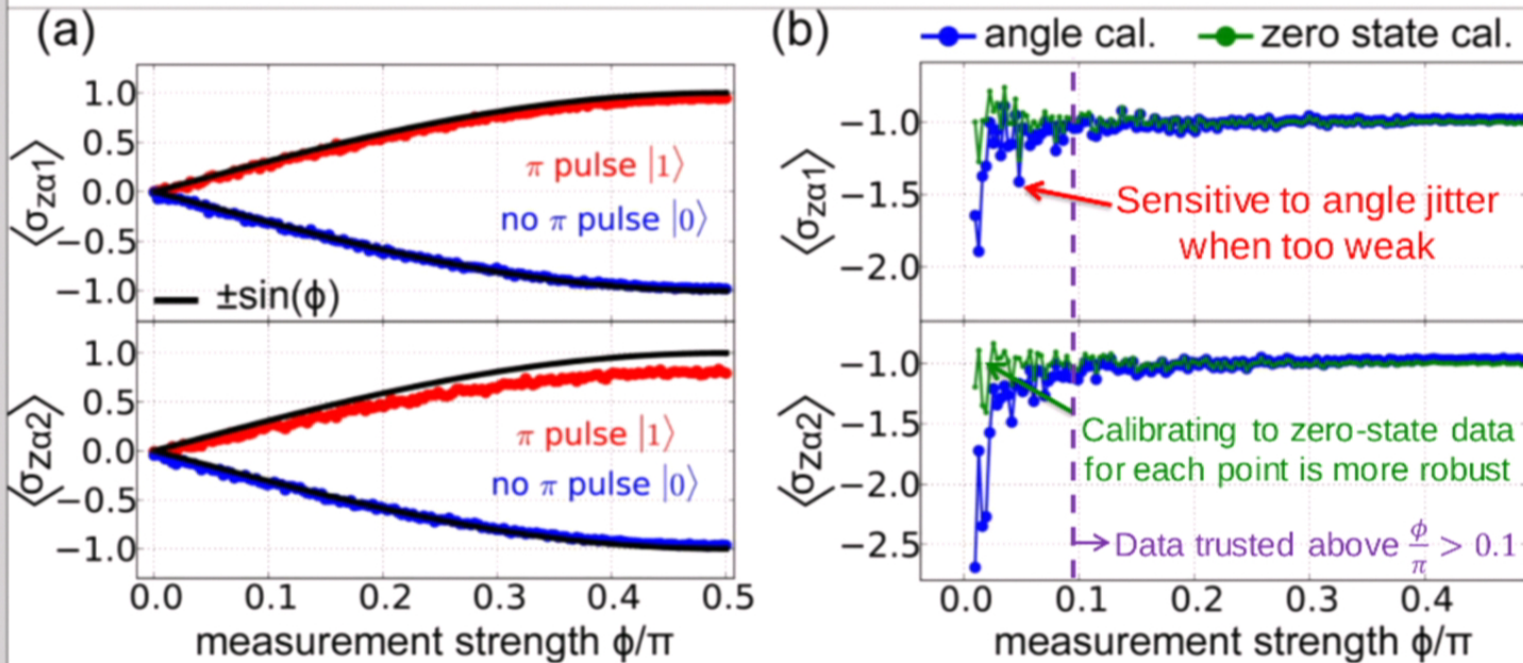 (a)
1.0
0.5
0.0
−0.5
−1.0
⟨σzα1⟩
π pulse |1⟩
no π pulse |0⟩
±sin(ϕ)
1.0
0.5
0.0
−0.5
−1.0
⟨σzα2⟩
π pulse |1⟩
no π pulse |0⟩
0.0 0.1 0.2 0.3 0.4 0.5
measurement strength ϕ/π
(b)
angle cal. zero state cal.
−1.0
−1.5
−2.0
⟨σzα1⟩
Sensitive to angle jitter
when too weak
−1.0
−1.5
−2.0
−2.5
⟨σzα2⟩
Calibrating to zero-state data
for each point is more robust
Data trusted above ϕ/π > 0.1
0.0 0.1 0.2 0.3 0.4
measurement strength ϕ/π